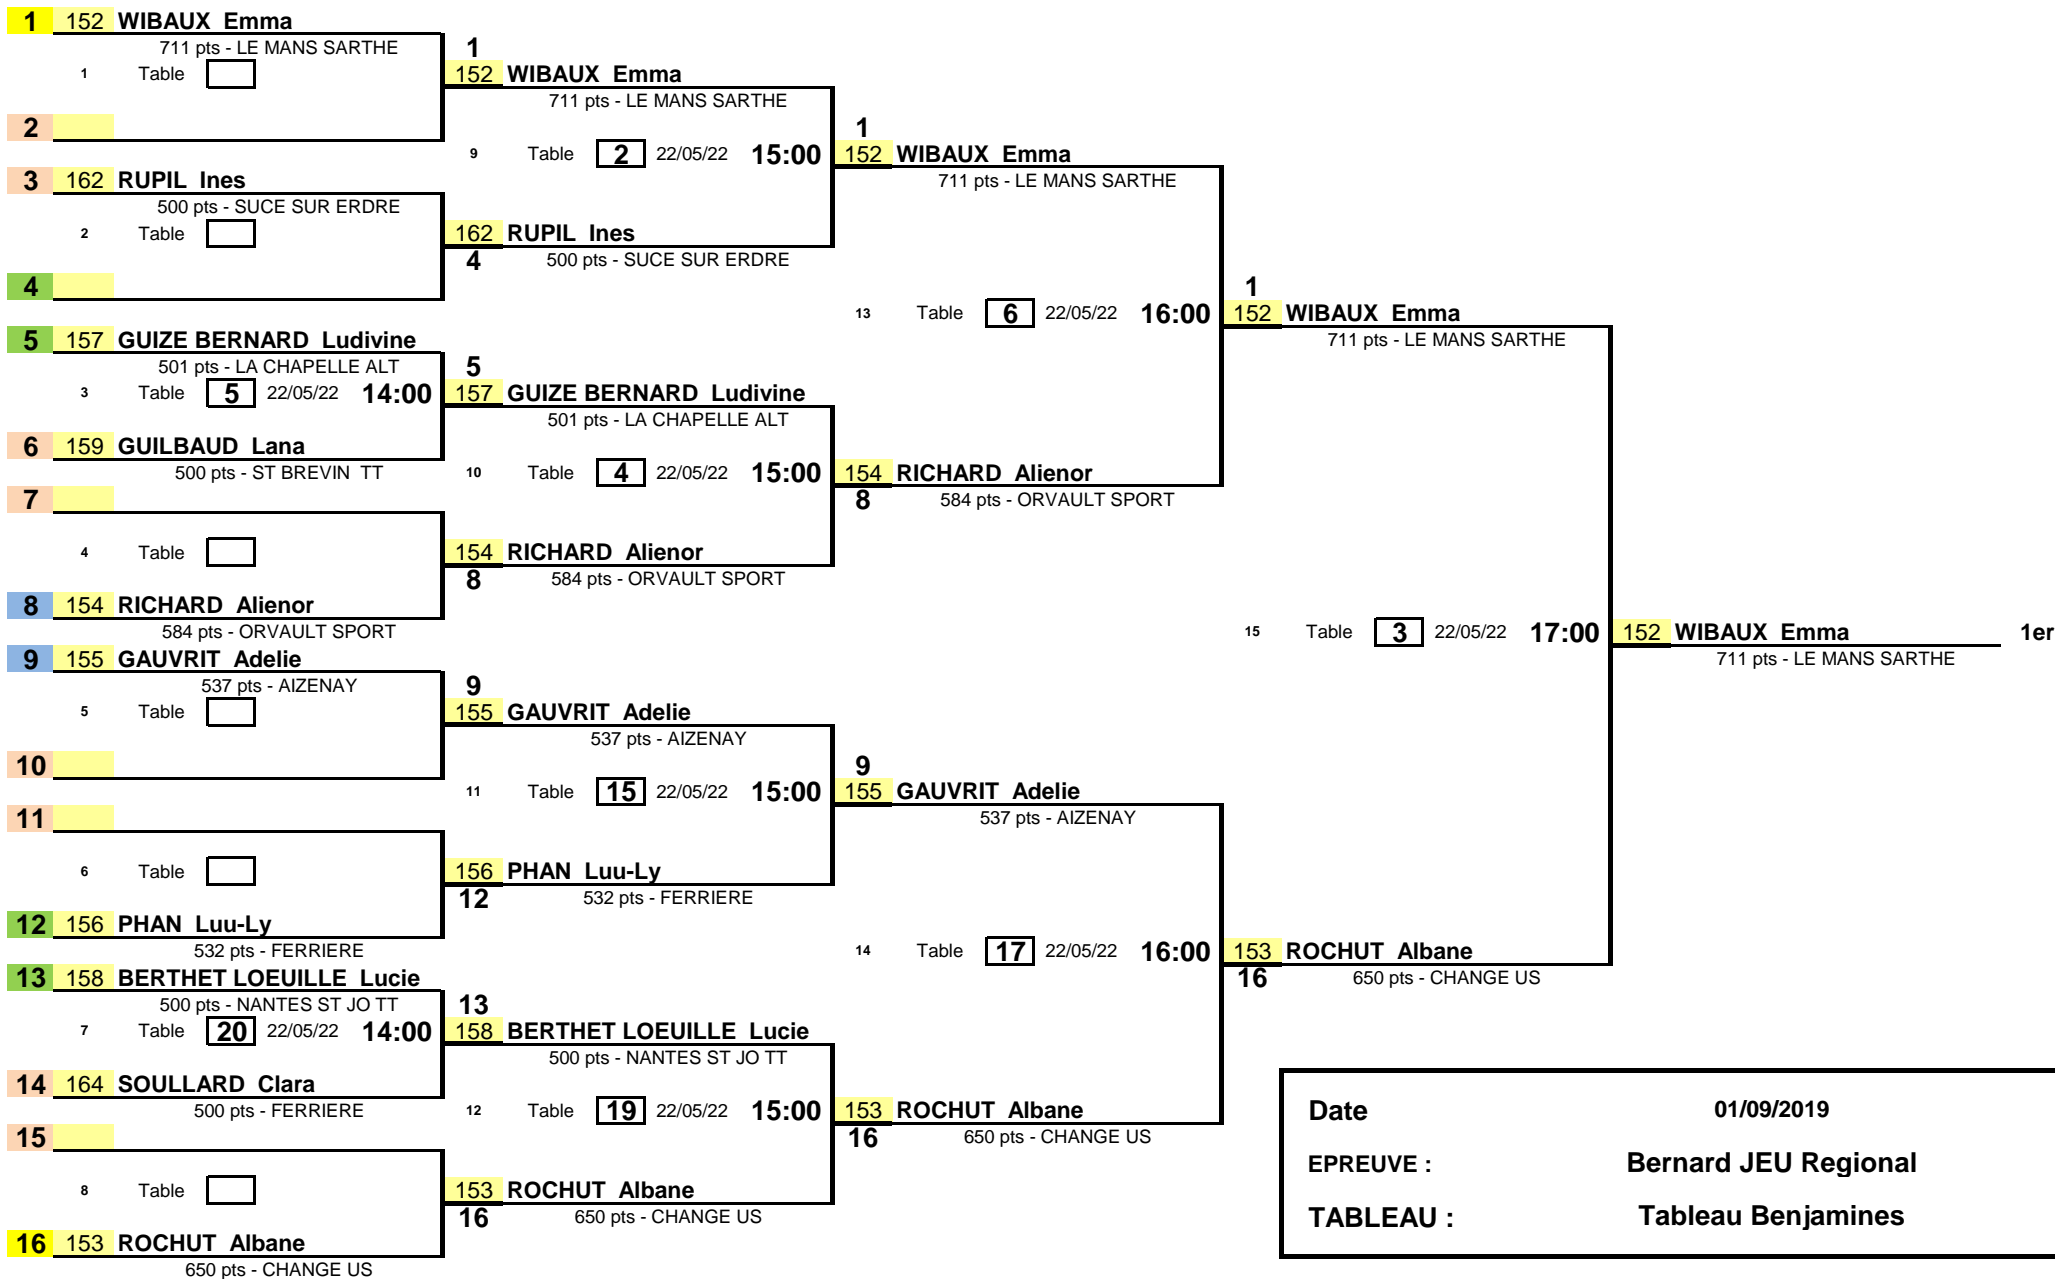 1 152 WIBAUX Emma
711 pts - LE MANS SARTHE
1 Table
2
3 162 RUPIL Ines
500 pts - SUCE SUR ERDRE
2 Table
4
5 157 GUIZE BERNARD Ludivine
501 pts - LA CHAPELLE ALT
3 Table 5 22/05/22 14:00
6 159 GUILBAUD Lana
500 pts - ST BREVIN TT
7
4 Table
8 154 RICHARD Alienor
584 pts - ORVAULT SPORT
9 155 GAUVRIT Adelie
537 pts - AIZENAY
5 Table
10
11
6 Table
12 156 PHAN Luu-Ly
532 pts - FERRIERE
13 158 BERTHET LOEUILLE Lucie
500 pts - NANTES ST JO TT
7 Table 20 22/05/22 14:00
14 164 SOULLARD Clara
500 pts - FERRIERE
15
8 Table
16 153 ROCHUT Albane
650 pts - CHANGE US
1
152 WIBAUX Emma
711 pts - LE MANS SARTHE
9 Table 2 22/05/22 15:00
162 RUPIL Ines
4 500 pts - SUCE SUR ERDRE
5
157 GUIZE BERNARD Ludivine
501 pts - LA CHAPELLE ALT
10 Table 4 22/05/22 15:00
154 RICHARD Alienor
8 584 pts - ORVAULT SPORT
9
155 GAUVRIT Adelie
537 pts - AIZENAY
11 Table 15 22/05/22 15:00
156 PHAN Luu-Ly
12 532 pts - FERRIERE
13
158 BERTHET LOEUILLE Lucie
500 pts - NANTES ST JO TT
12 Table 19 22/05/22 15:00
153 ROCHUT Albane
16 650 pts - CHANGE US
1
152 WIBAUX Emma
711 pts - LE MANS SARTHE
13 Table 6 22/05/22 16:00
154 RICHARD Alienor
8 584 pts - ORVAULT SPORT
9
155 GAUVRIT Adelie
537 pts - AIZENAY
14 Table 17 22/05/22 16:00
153 ROCHUT Albane
16 650 pts - CHANGE US
1
152 WIBAUX Emma
711 pts - LE MANS SARTHE
15 Table 3 22/05/22 17:00
153 ROCHUT Albane
16 650 pts - CHANGE US
152 WIBAUX Emma 1er
711 pts - LE MANS SARTHE
Date 01/09/2019
EPREUVE : Bernard JEU Regional
TABLEAU : Tableau Benjamines